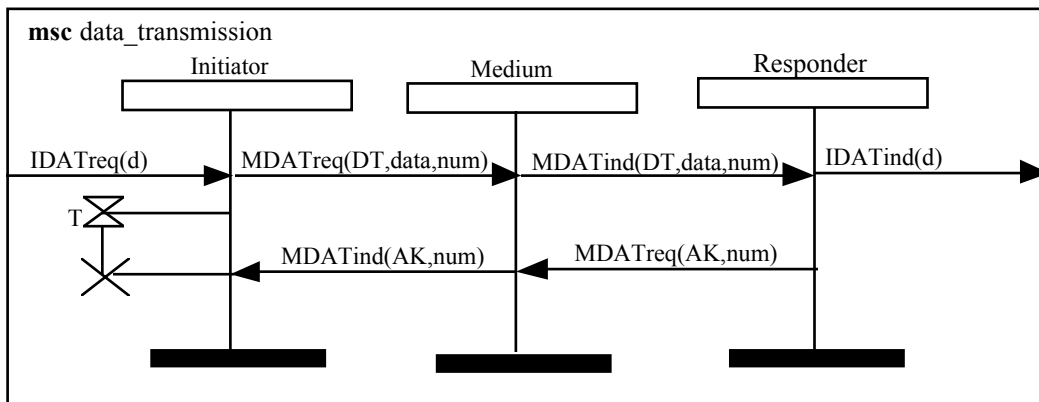 msc data_transmission
Initiator
Medium
Responder
IDATreq(d)
MDATreq(DT,data,num)
MDATind(DT,data,num)
IDATind(d)
T
MDATind(AK,num)
MDATreq(AK,num)